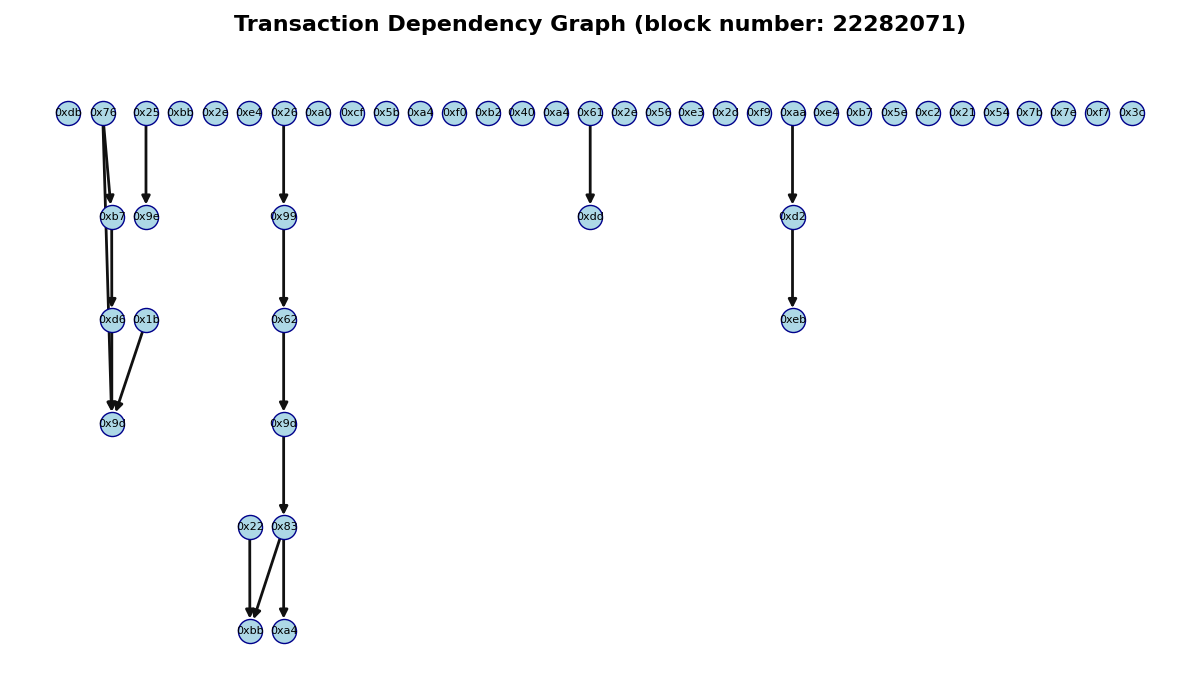 Transaction Dependency Graph (block number: 22282071)
0xdb 0x76 0x25 0xbb 0x2e 0xe4 0x26 0xa0 0xcf 0x5b 0xa4 0xf0 0xb2 0x40 0xa4 0x61 0x2e 0x56 0xe3 0x2d 0xf9 0xaa 0xe4 0xb7 0x5e 0xc2 0x21 0x54 0x7b 0x7e 0xf7 0x3c
0xb7 0x9e 0x99 0xdd 0xd2
0xd6 0x1b 0x62 0xeb
0x9d 0x9d
0x22 0x83
0xbb 0xa4